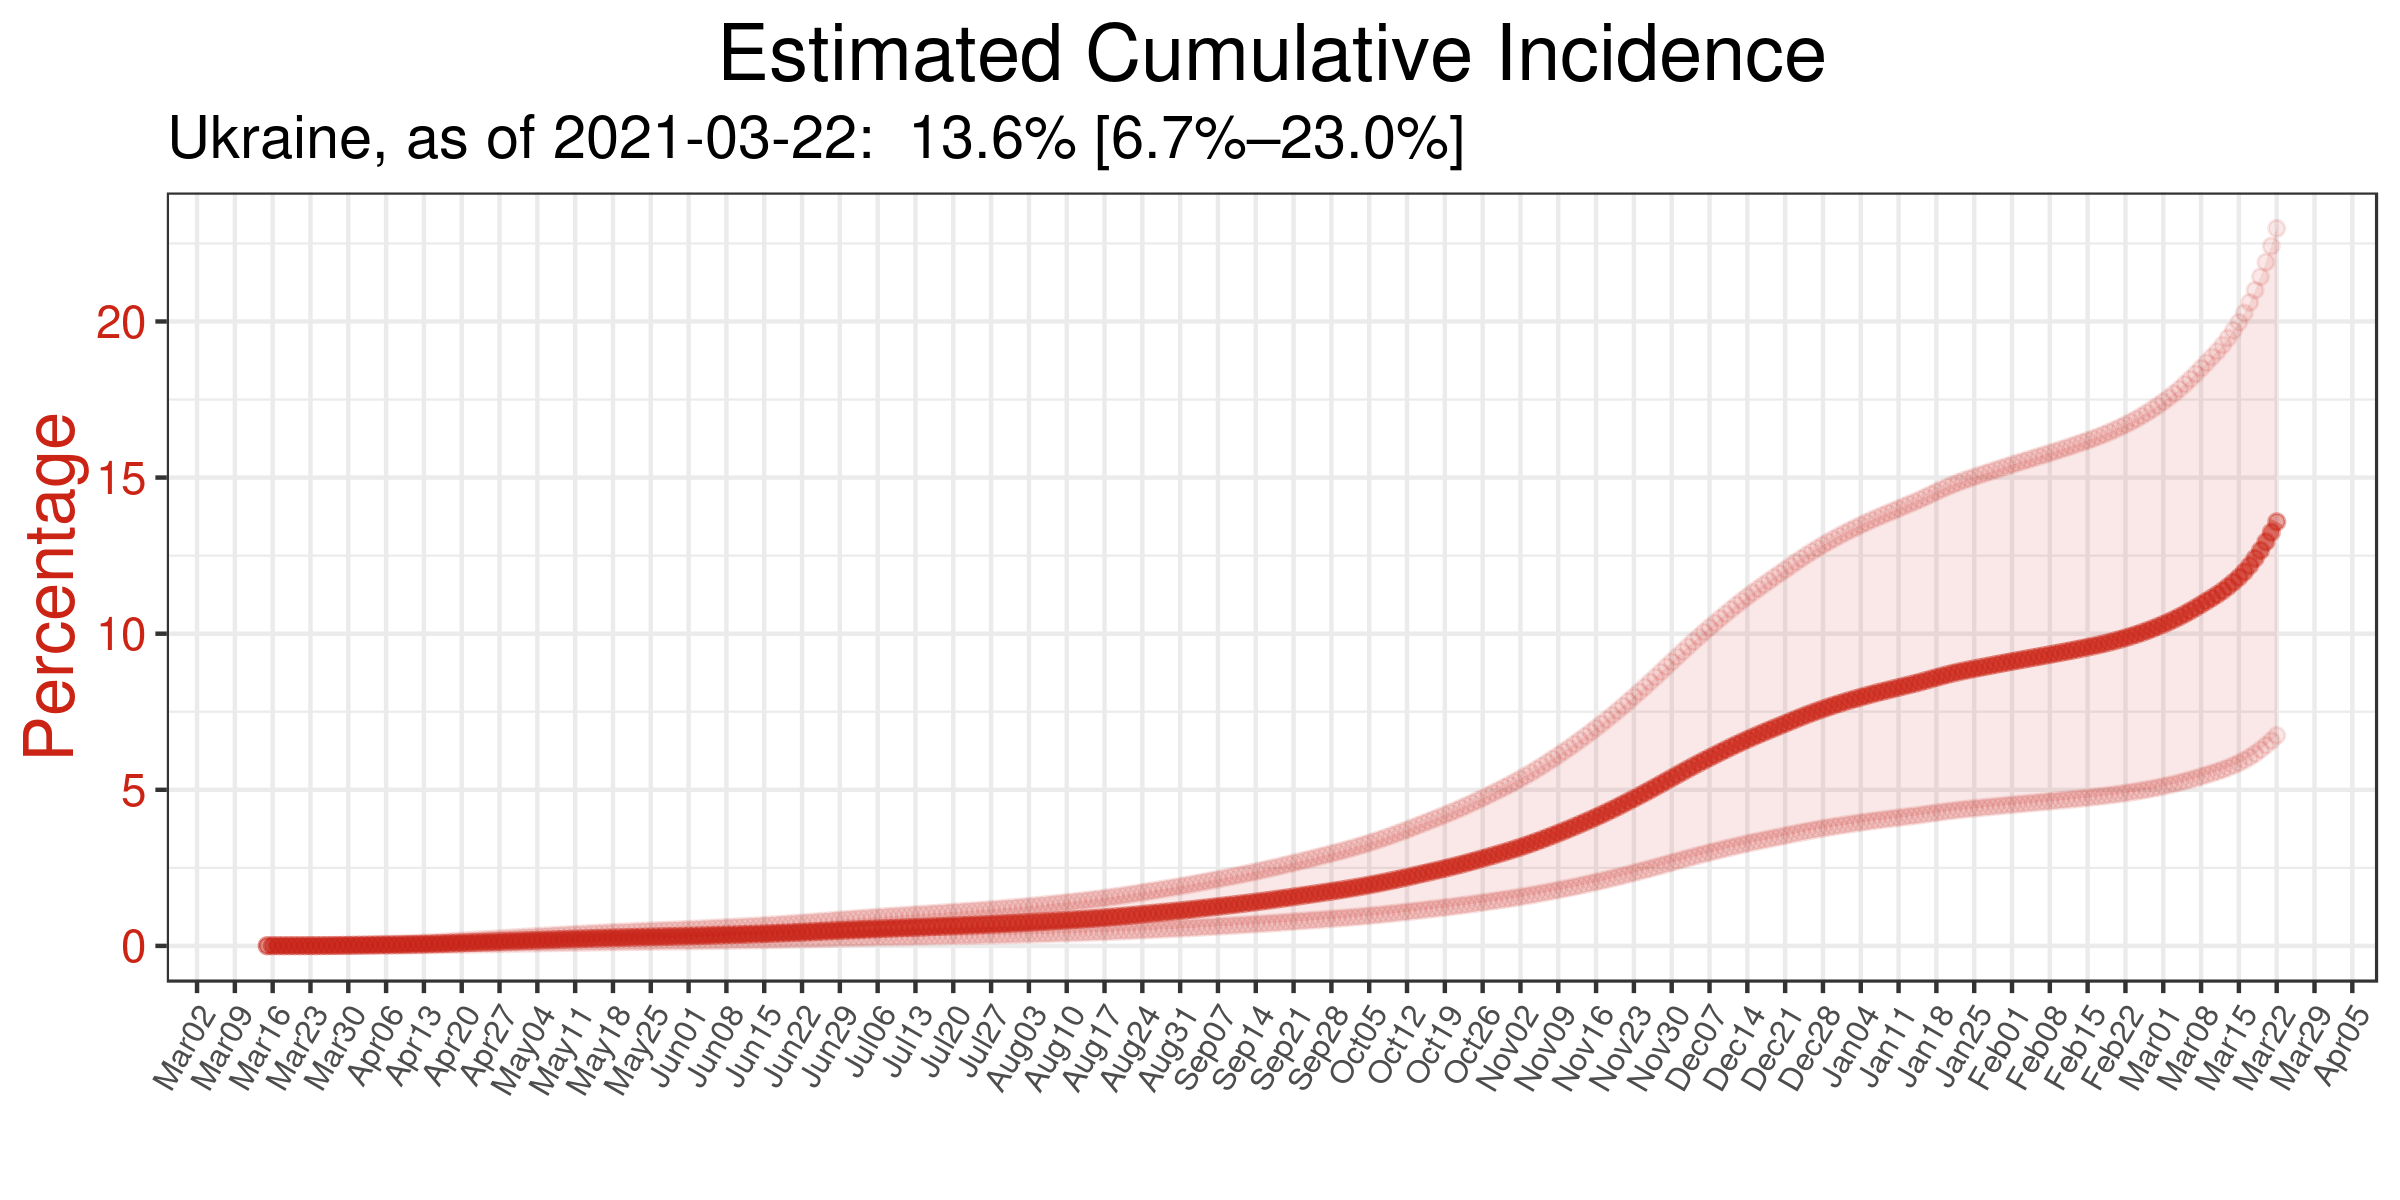 Estimated Cumulative Incidence
Ukraine, as of 2021-03-22:  13.6% [6.7%–23.0%]
Percentage
20
15
10
5
0
Mar02 Mar09 Mar16 Mar23 Mar30 Apr06 Apr13 Apr20 Apr27 May04 May11 May18 May25 Jun01 Jun08 Jun15 Jun22 Jun29 Jul06 Jul13 Jul20 Jul27 Aug03 Aug10 Aug17 Aug24 Aug31 Sep07 Sep14 Sep21 Sep28 Oct05 Oct12 Oct19 Oct26 Nov02 Nov09 Nov16 Nov23 Nov30 Dec07 Dec14 Dec21 Dec28 Jan04 Jan11 Jan18 Jan25 Feb01 Feb08 Feb15 Feb22 Mar01 Mar08 Mar15 Mar22 Mar29 Apr05